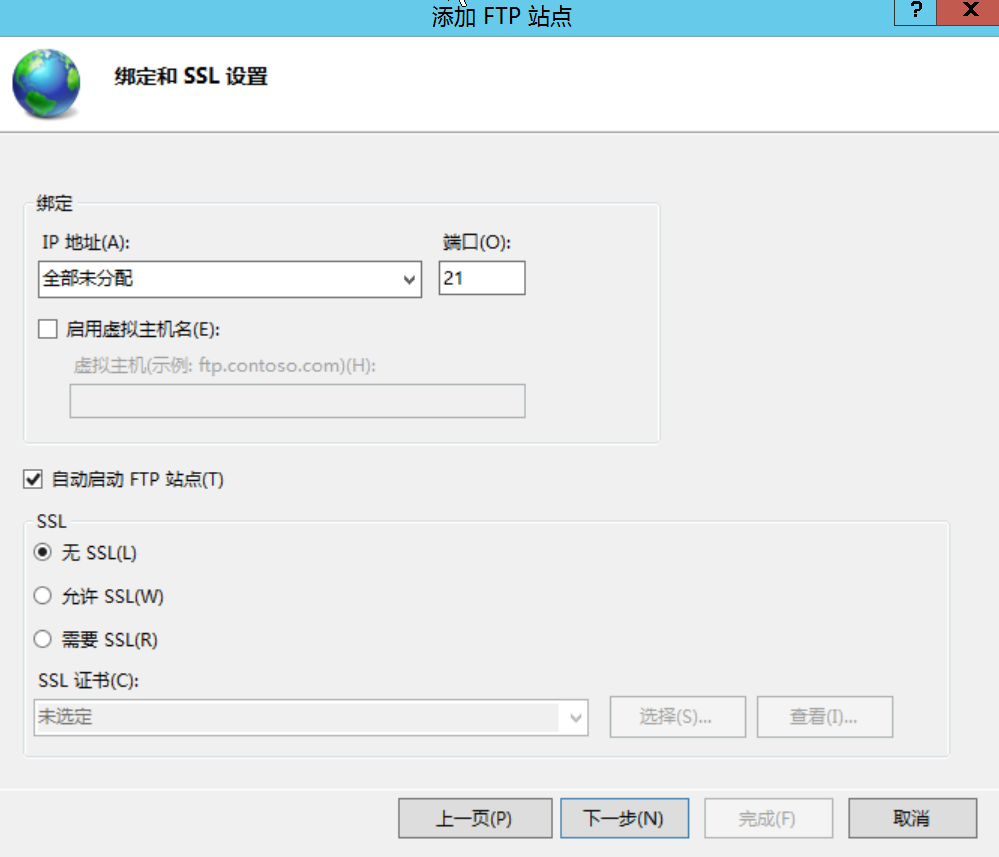 添加 FTP 站点
?
X
绑定和 SSL 设置
绑定
IP 地址(A): 端口(O):
全部未分配 21
启用虚拟主机名(E):
虚拟主机(示例: ftp.contoso.com)(H):
自动启动 FTP 站点(T)
SSL
无 SSL(L)
允许 SSL(W)
需要 SSL(R)
SSL 证书(C):
未选定 选择(S)... 查看(I)...
上一页(P) 下一步(N) 完成(F) 取消